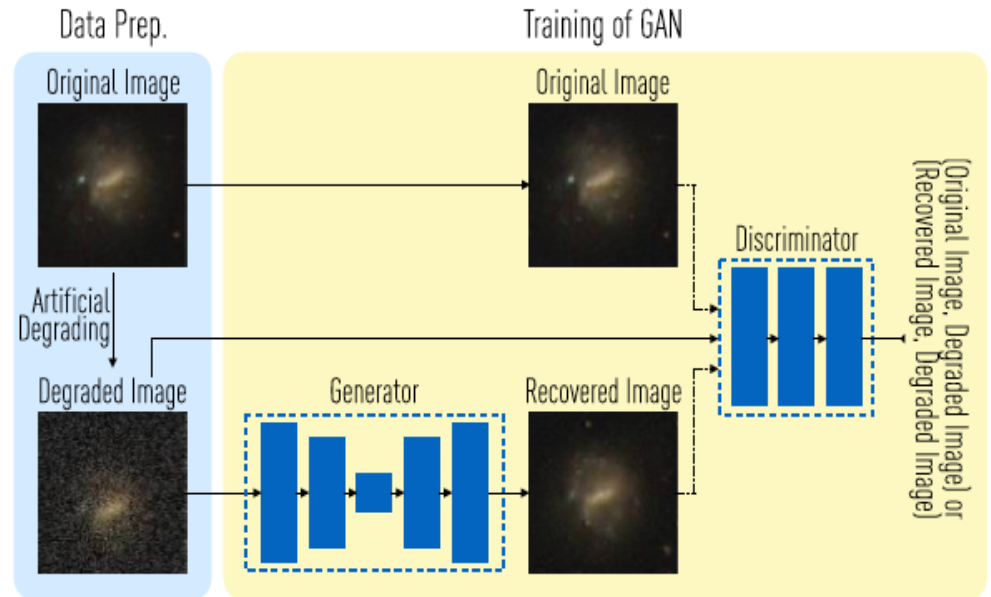 Data Prep.
Training of GAN
Original Image
Original Image
Artificial
Degrading
Discriminator
Degraded Image
Generator
Recovered Image
(Original Image, Degraded Image) or
(Recovered Image, Degraded Image)